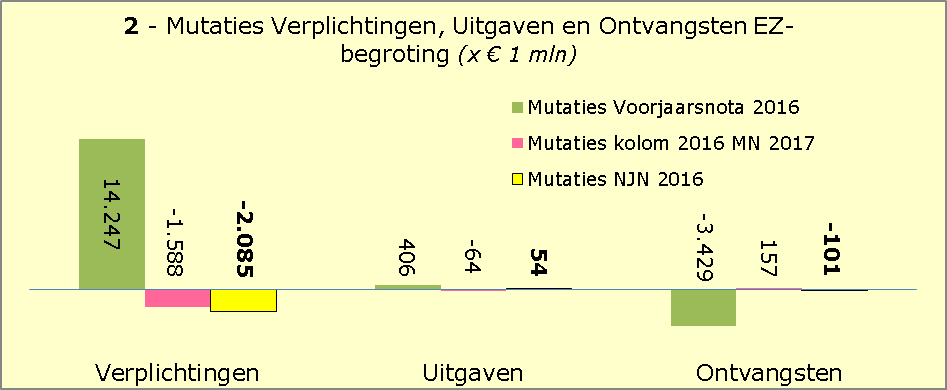 2 - Mutaties Verplichtingen, Uitgaven en Ontvangsten EZ-
begroting (x € 1 mln)
Mutaties Voorjaarsnota 2016
Mutaties kolom 2016 MN 2017
Mutaties NJN 2016
14.247
-1.588
-2.085
406
-64
54
-3.429
157
-101
Verplichtingen
Uitgaven
Ontvangsten